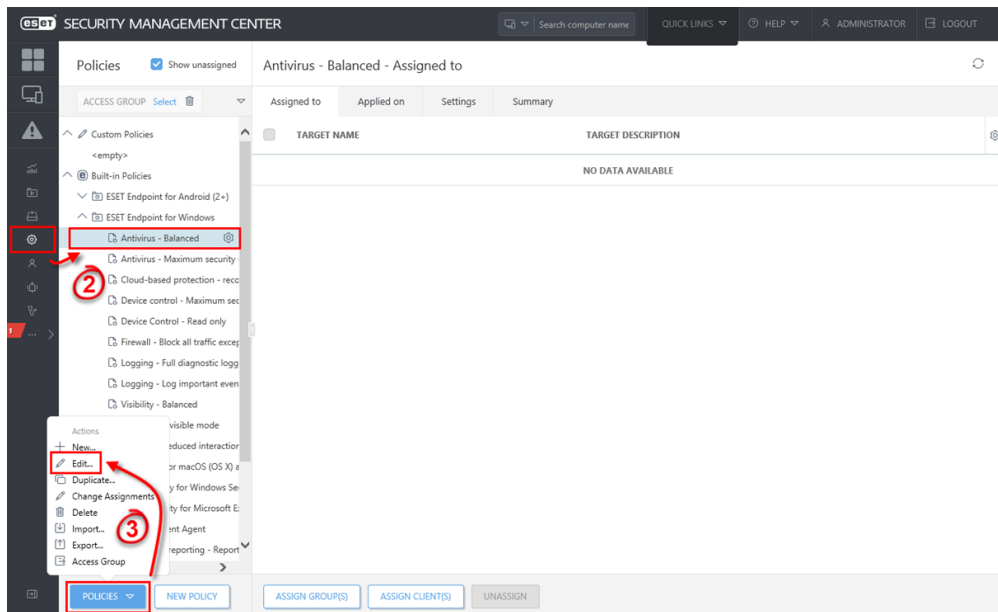 eset SECURITY MANAGEMENT CENTER
Search computer name
QUICK LINKS
HELP
ADMINISTRATOR
LOGOUT
Policies
Show unassigned
Antivirus - Balanced - Assigned to
ACCESS GROUP Select
Assigned to
Applied on
Settings
Summary
Custom Policies
<empty>
Built-in Policies
ESET Endpoint for Android (2+)
ESET Endpoint for Windows
Antivirus - Balanced
Antivirus - Maximum security
Cloud-based protection - reco
Device control - Maximum sec
Device Control - Read only
Firewall - Block all traffic excep
Logging - Full diagnostic logg
Logging - Log important even
Visibility - Balanced
visible mode
educed interaction
or macOS (OS X) a
y for Windows Se
ity for Microsoft E
ent Agent
reporting - Report
TARGET NAME
TARGET DESCRIPTION
NO DATA AVAILABLE
2
1
...
Actions
New...
Edit...
Duplicate...
Change Assignments
Delete
Import...
Export...
Access Group
3
POLICIES
NEW POLICY
ASSIGN GROUP(S)
ASSIGN CLIENT(S)
UNASSIGN